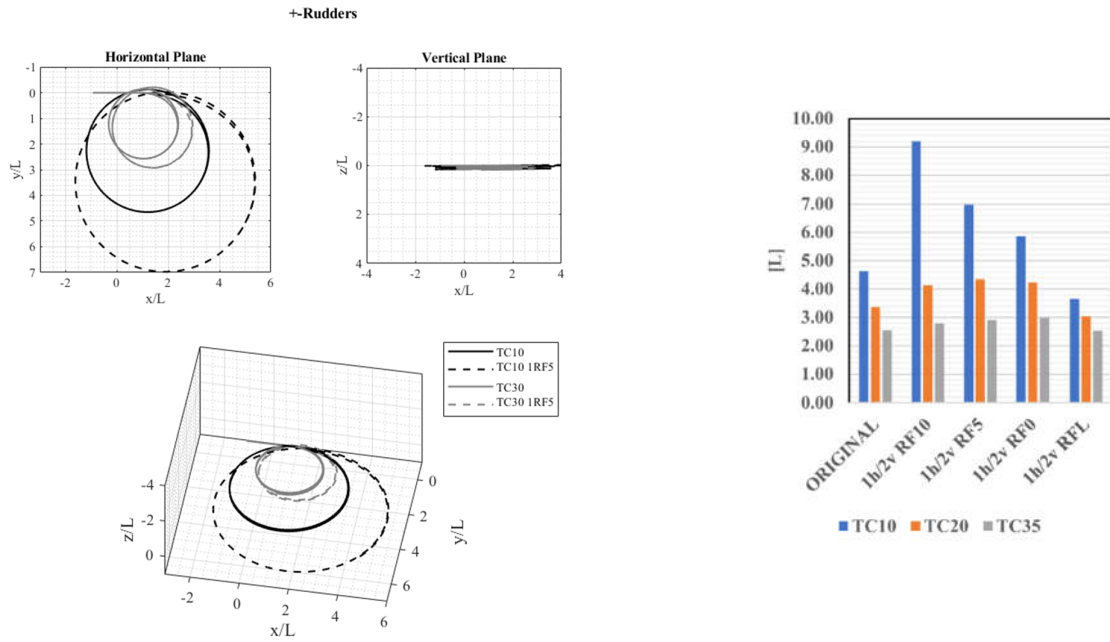 +-Rudders
Horizontal Plane
-1
0
1
2
3
4
5
6
7
y/L
-2 0 2 4 6
x/L
Vertical Plane
-4
-2
0
2
4
z/L
-4 -2 0 2 4
x/L
TC10
TC10 1RF5
TC30
TC30 1RF5
-4
-2
0
z/L
-2 0 2 4 6
x/L
0
2
4
6
y/L
10.00
9.00
8.00
7.00
6.00
5.00
4.00
3.00
2.00
1.00
0.00
[L]
ORIGINAL
1h/2v RF10
1h/2v RF5
1h/2v RF0
1h/2v RFL
TC10 TC20 TC35